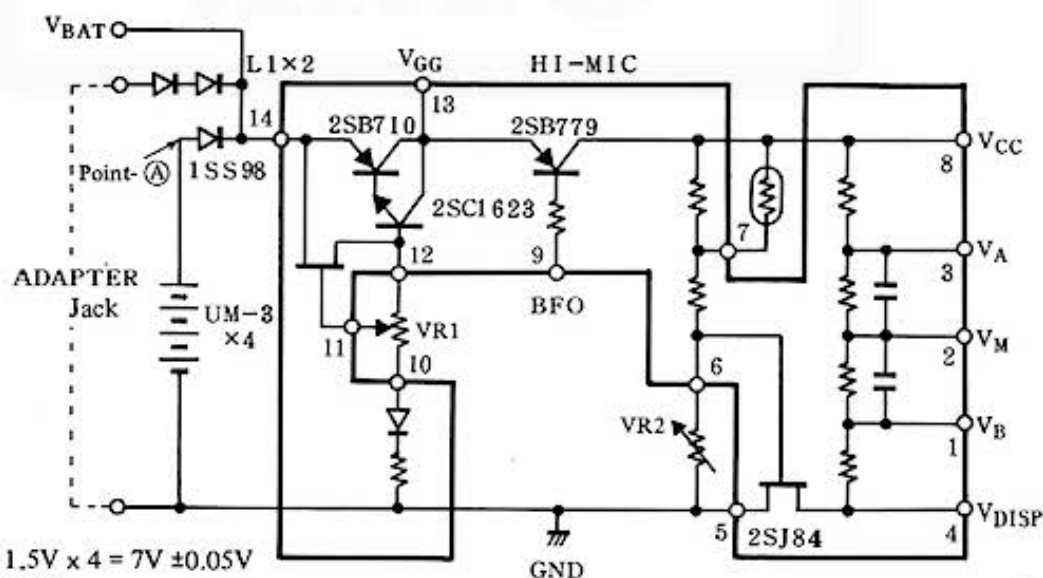 VBAT
L1×2
VGG
HI-MIC
14
13
2SB710
2SB779
VCC
8
Point-Ⓐ
1SS98
2SC1623
7
12
9
VA
3
ADAPTER
Jack
UM-3
×4
BFO
VR1
11
10
6
VM
2
VR2
VB
1
5
2SJ84
VDISP
4
GND
1.5V x 4 = 7V ±0.05V